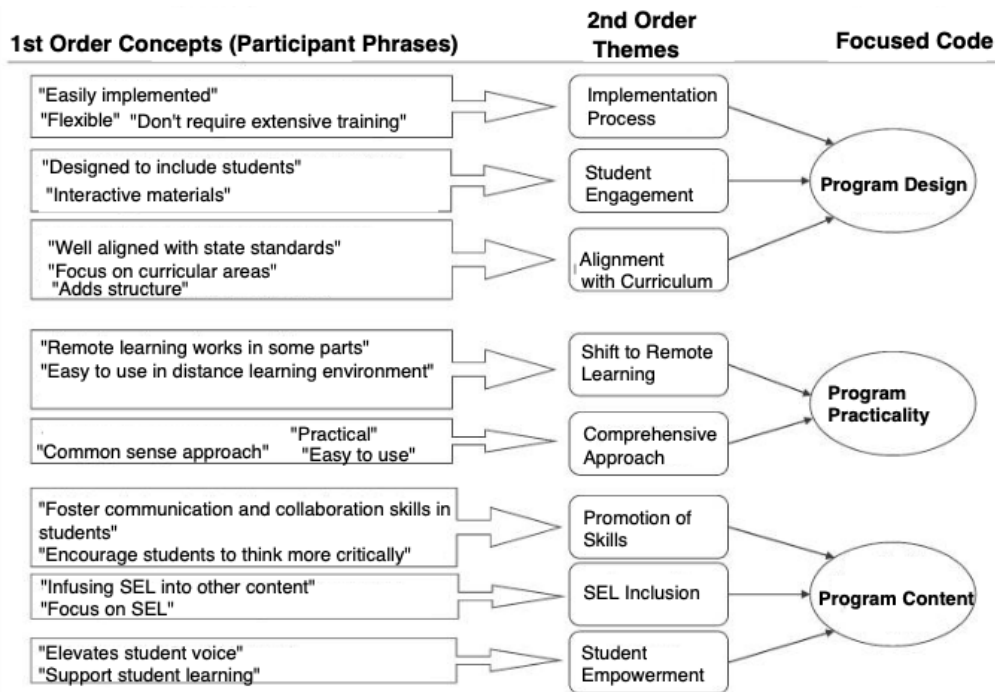 1st Order Concepts (Participant Phrases)
2nd Order
Themes
Focused Code
"Easily implemented"
"Flexible" "Don't require extensive training"
Implementation
Process
"Designed to include students"
"Interactive materials"
Student
Engagement
Program Design
"Well aligned with state standards"
"Focus on curricular areas"
"Adds structure"
Alignment
with Curriculum
"Remote learning works in some parts"
"Easy to use in distance learning environment"
Shift to Remote
Learning
Program
Practicality
"Practical"
"Common sense approach" "Easy to use"
Comprehensive
Approach
"Foster communication and collaboration skills in
students"
"Encourage students to think more critically"
Promotion of
Skills
"Infusing SEL into other content"
"Focus on SEL"
SEL Inclusion
Program Content
"Elevates student voice"
"Support student learning"
Student
Empowerment